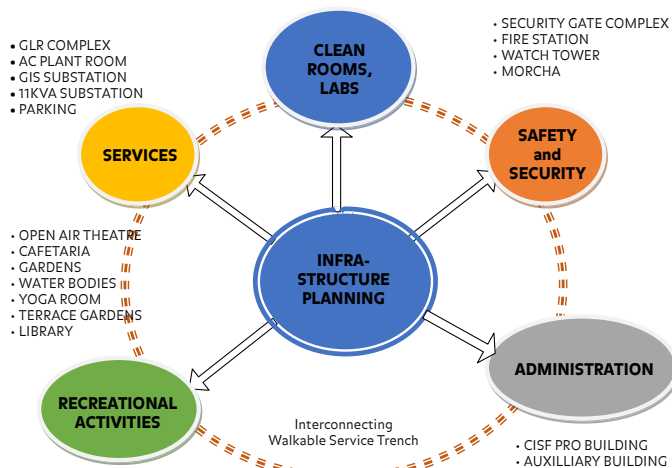 • GLR COMPLEX
• AC PLANT ROOM
• GIS SUBSTATION
• 11KVA SUBSTATION
• PARKING
CLEAN
ROOMS,
LABS
• SECURITY GATE COMPLEX
• FIRE STATION
• WATCH TOWER
• MORCHA
SERVICES
SAFETY
and
SECURITY
• OPEN AIR THEATRE
• CAFETARIA
• GARDENS
• WATER BODIES
• YOGA ROOM
• TERRACE GARDENS
• LIBRARY
INFRA-
STRUCTURE
PLANNING
ADMINISTRATION
RECREATIONAL
ACTIVITIES
Interconnecting
Walkable Service Trench
• CISF PRO BUILDING
• AUXILLIARY BUILDING